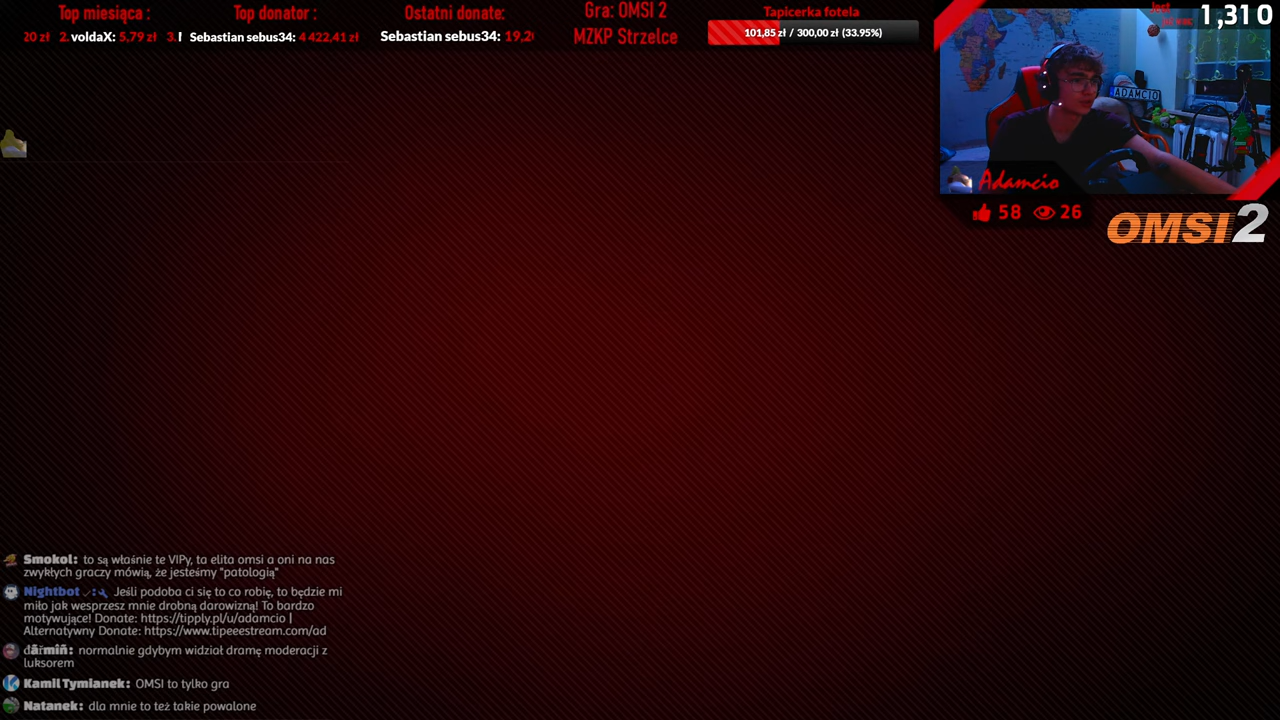 Top miesiąca :
Top donator :
Ostatni donate:
Gra: OMSI 2
Tapicerka fotela
20 zł 2. voldaX: 5,79 zł 3.
Sebastian sebus34: 4 422,41 zł
Sebastian sebus34: 19,2
MZKP Strzelce
101,85 zł / 300,00 zł (33.95%)
Jest
1,310
ADAMCIO
Adamcio
58 26
OMSI 2
Smokol: to są właśnie te VIPy, ta elita omsi a oni na nas
zwykłych graczy mówią, że jesteśmy "patologią"
Nightbot : Jeśli podoba ci się to co robię, to będzie mi
miło jak wesprzesz mnie drobną darowizną! To bardzo
motywujące! Donate: https://tipply.pl/u/adamcio |
Alternatywny Donate: https://www.tipeeestream.com/ad
normalnie gdybym widział dramę moderacji z
luksorem
Kamil Tymianek: OMSI to tylko gra
Natanek: dla mnie to też takie powalone